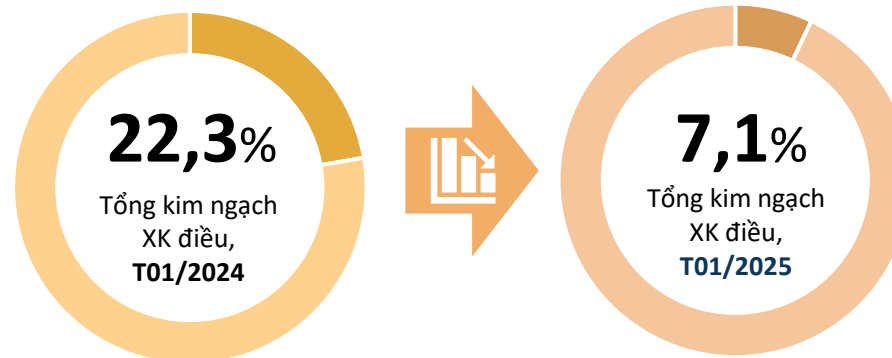 22,3%
Tổng kim ngạch
XK điều,
T01/2024
7,1%
Tổng kim ngạch
XK điều,
T01/2025